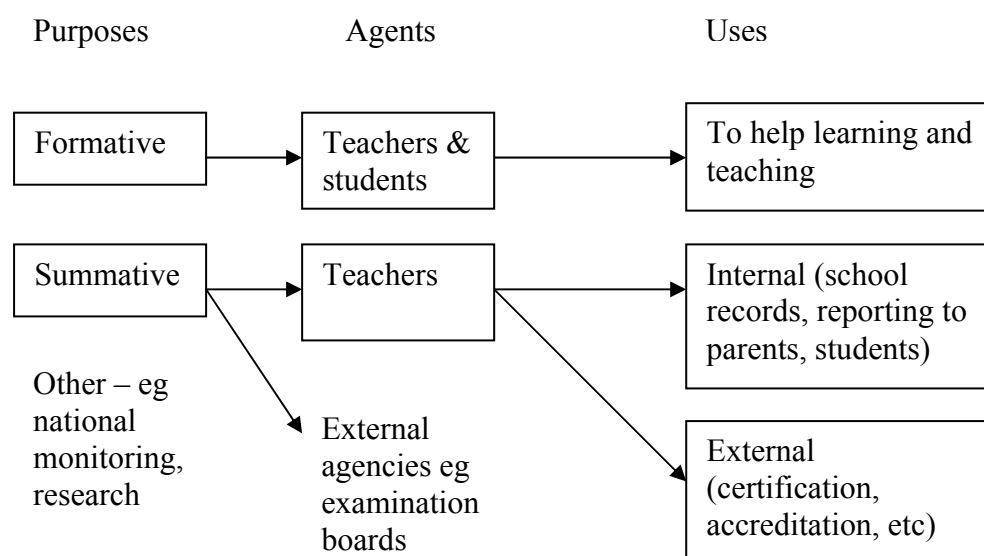 Purposes
Agents
Uses
Formative
Teachers &
students
To help learning and
teaching
Summative
Teachers
Internal (school
records, reporting to
parents, students)
Other – eg
national
monitoring,
research
External
agencies eg
examination
boards
External
(certification,
accreditation, etc)